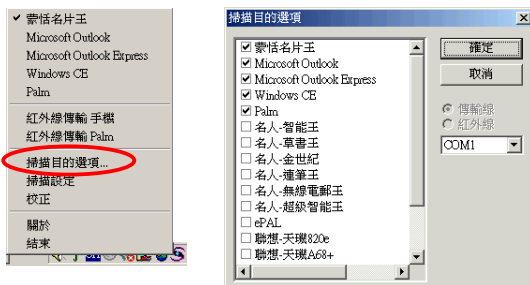 蒙恬名片王
Microsoft Outlook
Microsoft Outlook Express
Windows CE
Palm
紅外線傳輸 手機
紅外線傳輸 Palm
掃描目的選項...
掃描設定
校正
關於
結束
掃描目的選項
蒙恬名片王
Microsoft Outlook
Microsoft Outlook Express
Windows CE
Palm
名人-智能王
名人-草書王
名人-金世紀
名人-連筆王
名人-無線電郵王
名人-超級智能王
ePAL
聯想-天璣820e
聯想-天璣A68+
確定
取消
傳輸線
紅外線
COM1